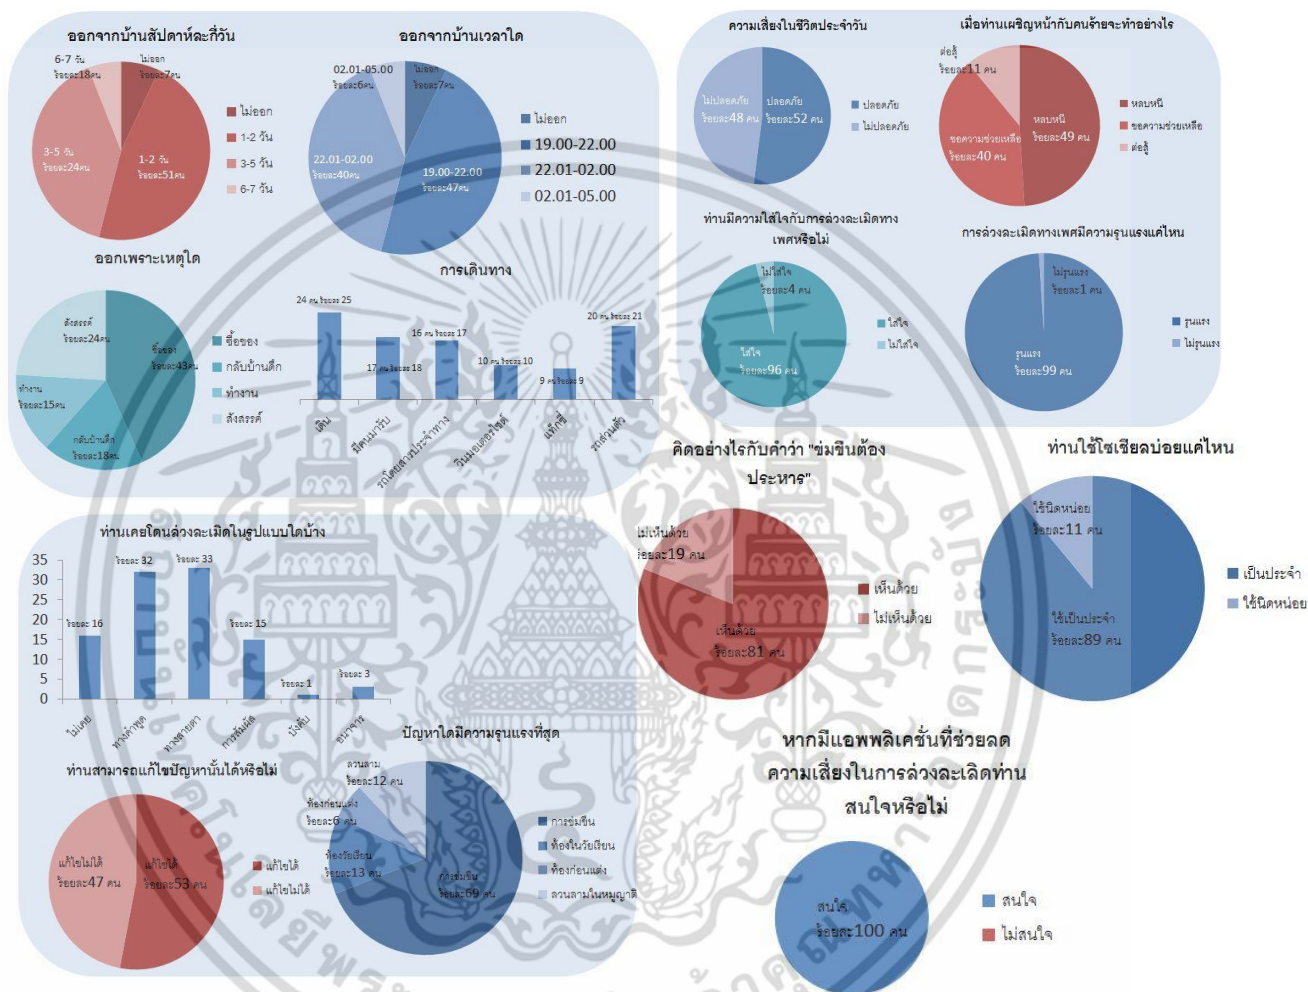 ออกจากบ้านสัปดาห์ละกี่วัน
6-7 วัน
ร้อยละ18คน
ไม่ออก
ร้อยละ7คน
3-5 วัน
ร้อยละ24คน
1-2 วัน
ร้อยละ51คน
ไม่ออก
1-2 วัน
3-5 วัน
6-7 วัน
ออกจากบ้านเวลาใด
02.01-05.00
ร้อยละ6คน
ไม่ออก
ร้อยละ7คน
22.01-02.00
ร้อยละ40คน
19.00-22.00
ร้อยละ47คน
ไม่ออก
19.00-22.00
22.01-02.00
02.01-05.00
ออกเพราะเหตุใด
สังสรรค์
ร้อยละ24คน
ซื้อของ
ร้อยละ43คน
ทำงาน
ร้อยละ15คน
กลับบ้านดึก
ร้อยละ18คน
ซื้อของ
กลับบ้านดึก
ทำงาน
สังสรรค์
การเดินทาง
24 คน ร้อยละ 25
17 คน ร้อยละ 18
16 คน ร้อยละ 17
10 คน ร้อยละ 10
9 คน ร้อยละ 9
20 คน ร้อยละ 21
เดิน
มีคนมารับ
รถโดยสารประจำทาง
วินมอเตอร์ไซต์
แท็กซี่
รถส่วนตัว
ความเสี่ยงในชีวิตประจำวัน
ไม่ปลอดภัย
ร้อยละ48 คน
ปลอดภัย
ร้อยละ52 คน
ปลอดภัย
ไม่ปลอดภัย
เมื่อท่านเผชิญหน้ากับคนร้ายจะทำอย่างไร
ต่อสู้
ร้อยละ11 คน
หลบหนี
ร้อยละ49 คน
ขอความช่วยเหลือ
ร้อยละ40 คน
หลบหนี
ขอความช่วยเหลือ
ต่อสู้
ท่านมีความใส่ใจกับการล่วงละเมิดทาง
เพศหรือไม่
ไม่ใส่ใจ
ร้อยละ4 คน
ใส่ใจ
ร้อยละ96 คน
ใส่ใจ
ไม่ใส่ใจ
การล่วงละเมิดทางเพศมีความรุนแรงแค่ไหน
ไม่รุนแรง
ร้อยละ1 คน
รุนแรง
ร้อยละ99 คน
รุนแรง
ไม่รุนแรง
คิดอย่างไรกับคำว่า "ข่มขืนต้อง
ประหาร"
ไม่เห็นด้วย
ร้อยละ19 คน
เห็นด้วย
ร้อยละ81 คน
เห็นด้วย
ไม่เห็นด้วย
ท่านใช้โซเชียลบ่อยแค่ไหน
ใช้นิดหน่อย
ร้อยละ11 คน
ใช้เป็นประจำ
ร้อยละ89 คน
เป็นประจำ
ใช้นิดหน่อย
ท่านเคยโดนล่วงละเมิดในรูปแบบใดบ้าง
35
30
25
20
15
10
5
0
ร้อยละ 16
ร้อยละ 32
ร้อยละ 33
ร้อยละ 15
ร้อยละ 1
ร้อยละ 3
ไม่เคย
ทางคำพูด
ทางสายตา
การสัมผัส
บังคับ
อนาจาร
ท่านสามารถแก้ไขปัญหานั้นได้หรือไม่
แก้ไขไม่ได้
ร้อยละ47 คน
แก้ไขได้
ร้อยละ53 คน
แก้ไขได้
แก้ไขไม่ได้
ปัญหาใดมีความรุนแรงที่สุด
ลวนลาม
ร้อยละ12 คน
ท้องก่อนแต่ง
ร้อยละ6 คน
ท้องวัยเรียน
ร้อยละ13 คน
การข่มขืน
ร้อยละ69 คน
การข่มขืน
ท้องในวัยเรียน
ท้องก่อนแต่ง
ลวนลามในหมู่ญาติ
หากมีแอพพลิเคชั่นที่ช่วยลด
ความเสี่ยงในการล่วงละเลิดท่าน
สนใจหรือไม่
สนใจ
ร้อยละ100 คน
สนใจ
ไม่สนใจ